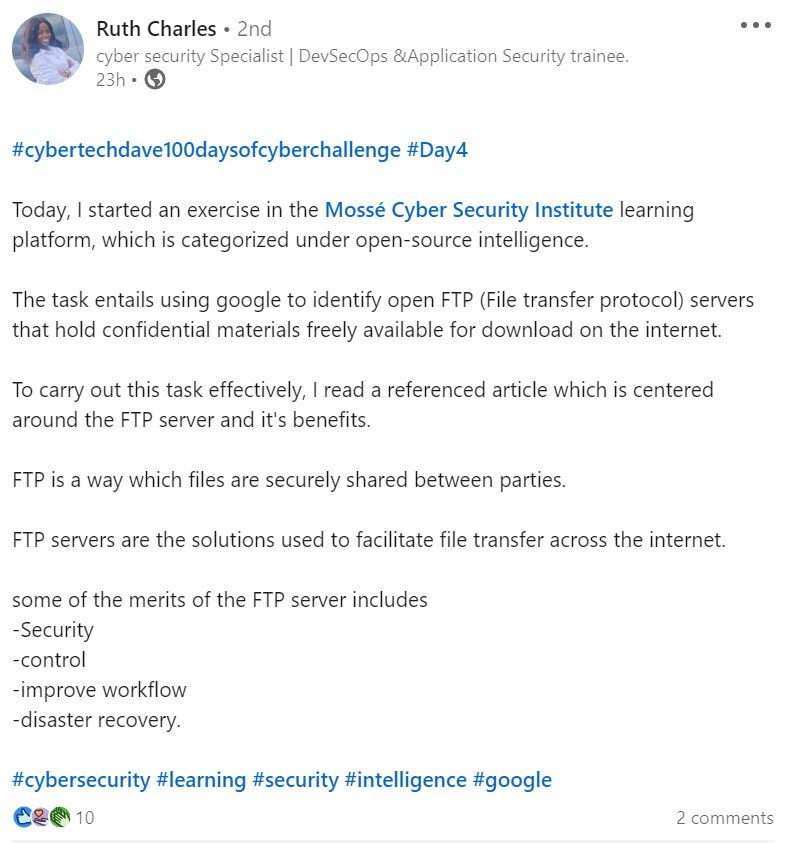 Ruth Charles • 2nd
cyber security Specialist | DevSecOps &Application Security trainee.
23h •
#cybertechdave100daysofcyberchallenge #Day4
Today, I started an exercise in the Mossé Cyber Security Institute learning
platform, which is categorized under open-source intelligence.
The task entails using google to identify open FTP (File transfer protocol) servers
that hold confidential materials freely available for download on the internet.
To carry out this task effectively, I read a referenced article which is centered
around the FTP server and it's benefits.
FTP is a way which files are securely shared between parties.
FTP servers are the solutions used to facilitate file transfer across the internet.
some of the merits of the FTP server includes
-Security
-control
-improve workflow
-disaster recovery.
#cybersecurity #learning #security #intelligence #google
10 2 comments